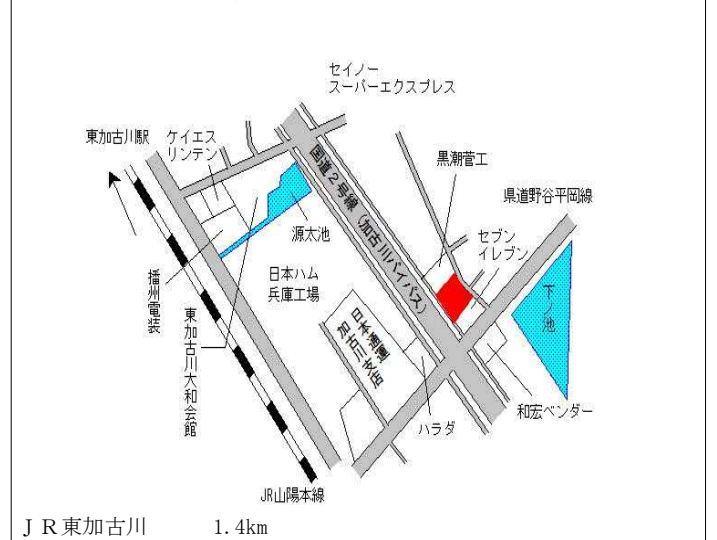 セイノー
スーパーエクスプレス
東加古川駅
ケイエス
リンテン
国道２号線（加古川バイパス）
黒潮菅工
県道野谷平岡線
源太池
セブン
イレブン
日本ハム
兵庫工場
下ノ池
播州電装
東加古川大和会館
日本通運
加古川支店
和宏ベンダー
ハラダ
JR山陽本線
ＪＲ東加古川　　　1.4km